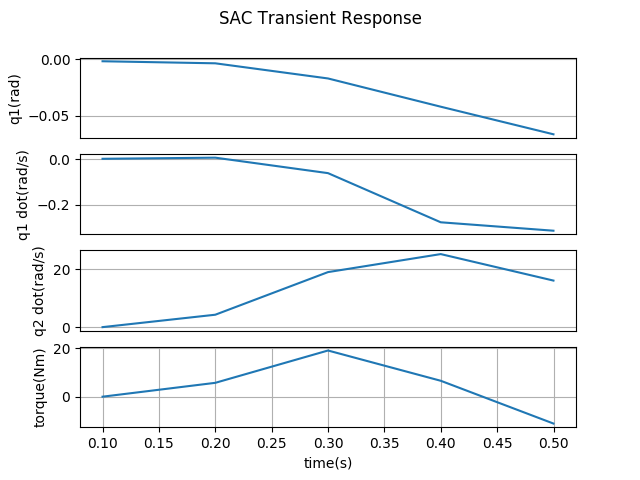 SAC Transient Response
q1(rad)
0.00
−0.05
q1 dot(rad/s)
0.0
−0.2
q2 dot(rad/s)
20
0
torque(Nm)
20
0
0.10 0.15 0.20 0.25 0.30 0.35 0.40 0.45 0.50
time(s)